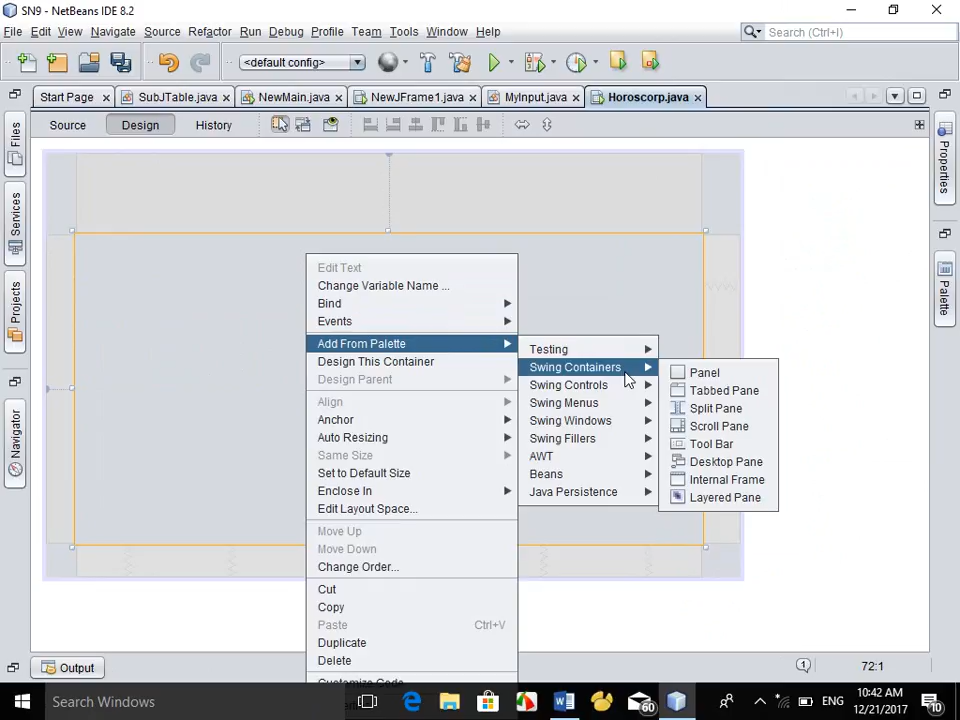 SN9 - NetBeans IDE 8.2
File Edit View Navigate Source Refactor Run Debug Profile Team Tools Window Help
Search (Ctrl+I)
<default config>
Start Page SubJTable.java NewMain.java NewJFrame1.java MyInput.java Horoscorp.java
Source Design History
Files
Services
Projects
Navigator
Properties
Palette
Edit Text
Change Variable Name ...
Bind
Events
Add From Palette
Design This Container
Design Parent
Align
Anchor
Auto Resizing
Same Size
Set to Default Size
Enclose In
Edit Layout Space...
Move Up
Move Down
Change Order...
Cut
Copy
Paste Ctrl+V
Duplicate
Delete
Customize Code
Testing
Swing Containers
Swing Controls
Swing Menus
Swing Windows
Swing Fillers
AWT
Beans
Java Persistence
Panel
Tabbed Pane
Split Pane
Scroll Pane
Tool Bar
Desktop Pane
Internal Frame
Layered Pane
Output
1
72:1
Search Windows
60
ENG
10:42 AM
12/21/2017
10